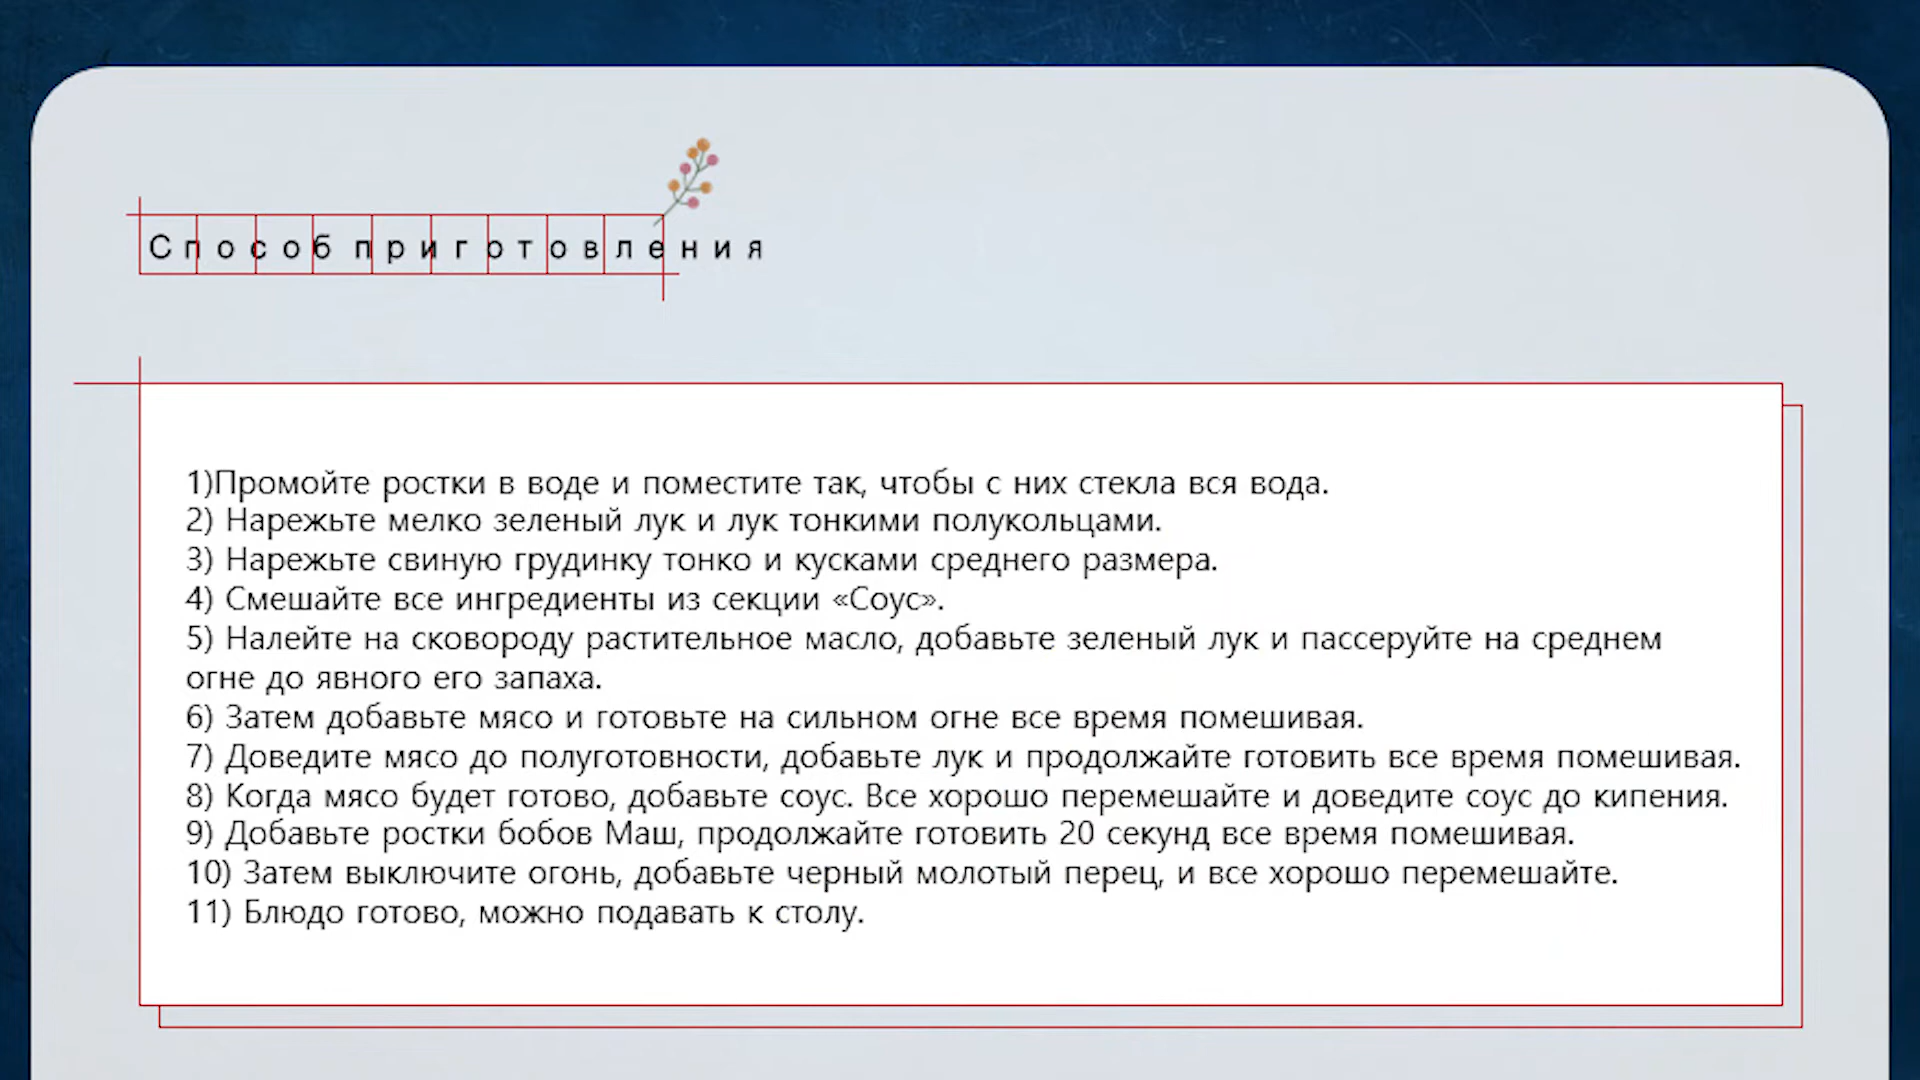 Способ приготовления
1)Промойте ростки в воде и поместите так, чтобы с них стекла вся вода.
2) Нарежьте мелко зеленый лук и лук тонкими полукольцами.
3) Нарежьте свиную грудинку тонко и кусками среднего размера.
4) Смешайте все ингредиенты из секции «Соус».
5) Налейте на сковороду растительное масло, добавьте зеленый лук и пассеруйте на среднем
огне до явного его запаха.
6) Затем добавьте мясо и готовьте на сильном огне все время помешивая.
7) Доведите мясо до полуготовности, добавьте лук и продолжайте готовить все время помешивая.
8) Когда мясо будет готово, добавьте соус. Все хорошо перемешайте и доведите соус до кипения.
9) Добавьте ростки бобов Маш, продолжайте готовить 20 секунд все время помешивая.
10) Затем выключите огонь, добавьте черный молотый перец, и все хорошо перемешайте.
11) Блюдо готово, можно подавать к столу.